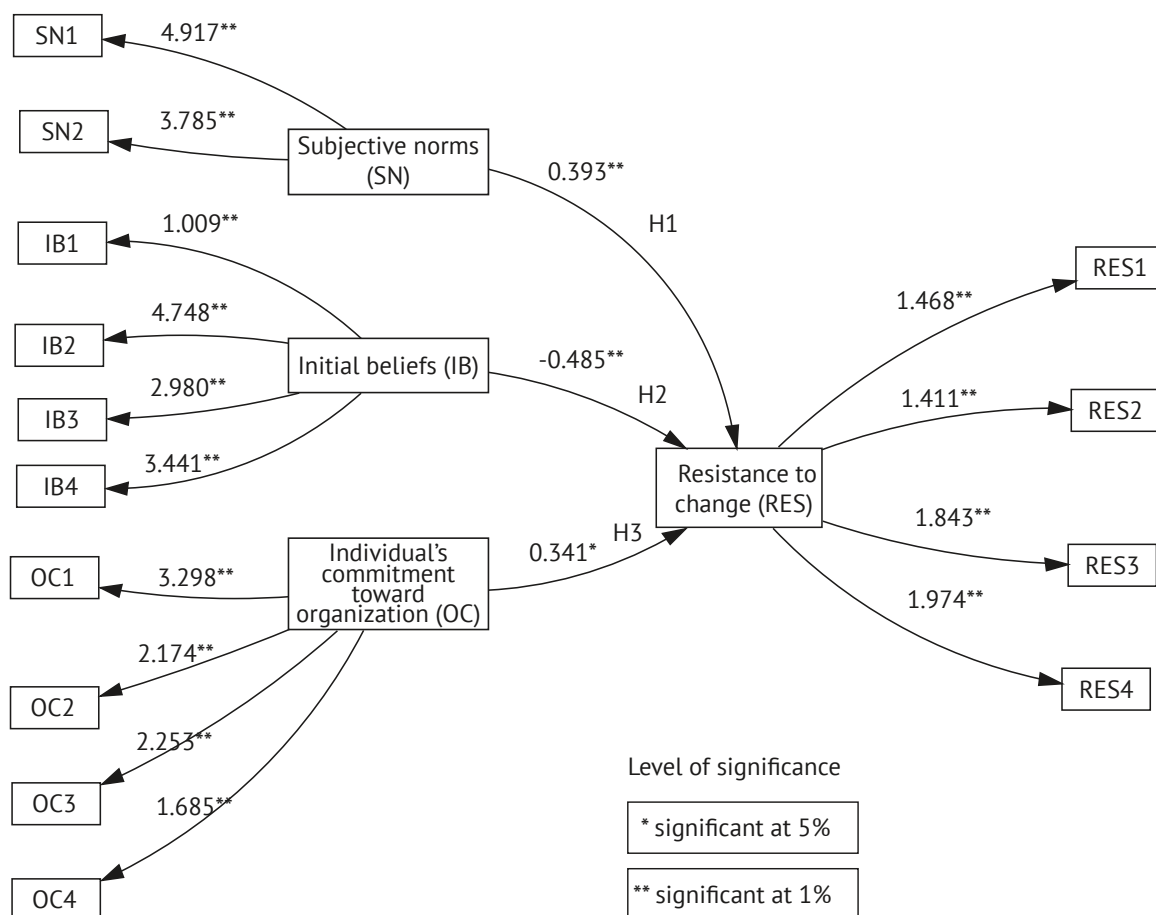 SN1
4.917**
SN2
3.785**
Subjective norms
(SN)
0.393**
H1
IB1
1.009**
IB2
4.748**
IB3
2.980**
IB4
3.441**
Initial beliefs (IB)
-0.485**
H2
OC1
3.298**
OC2
2.174**
OC3
2.253**
OC4
1.685**
Individual's
commitment
toward
organization (OC)
0.341*
H3
Resistance to
change (RES)
1.468**
RES1
1.411**
RES2
1.843**
RES3
1.974**
RES4
Level of significance
* significant at 5%
** significant at 1%